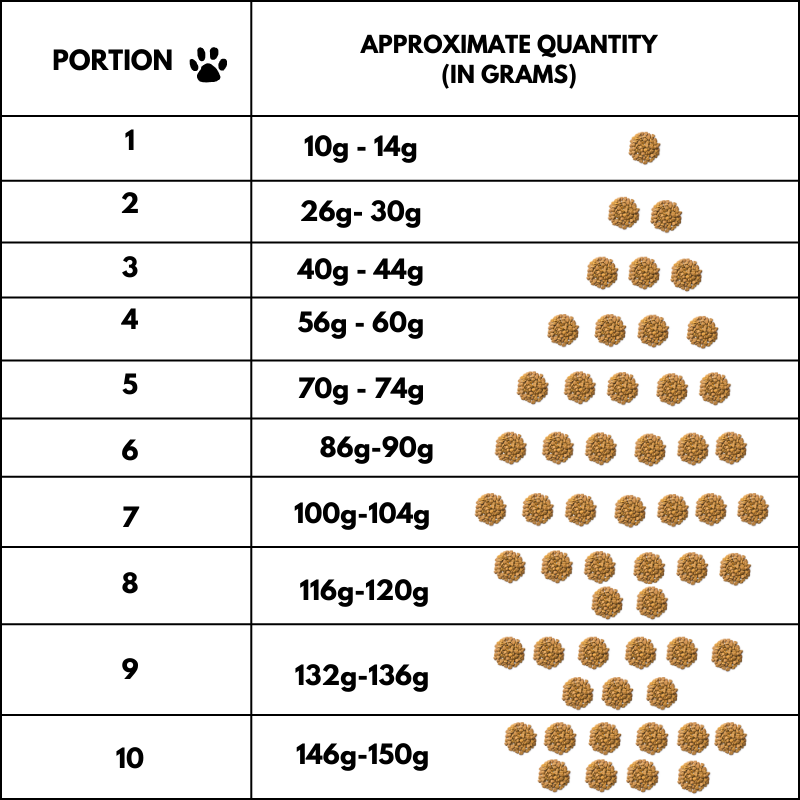 PORTION
APPROXIMATE QUANTITY
(IN GRAMS)
1
10g - 14g
2
26g- 30g
3
40g - 44g
4
56g - 60g
5
70g - 74g
6
86g-90g
7
100g-104g
8
116g-120g
9
132g-136g
10
146g-150g